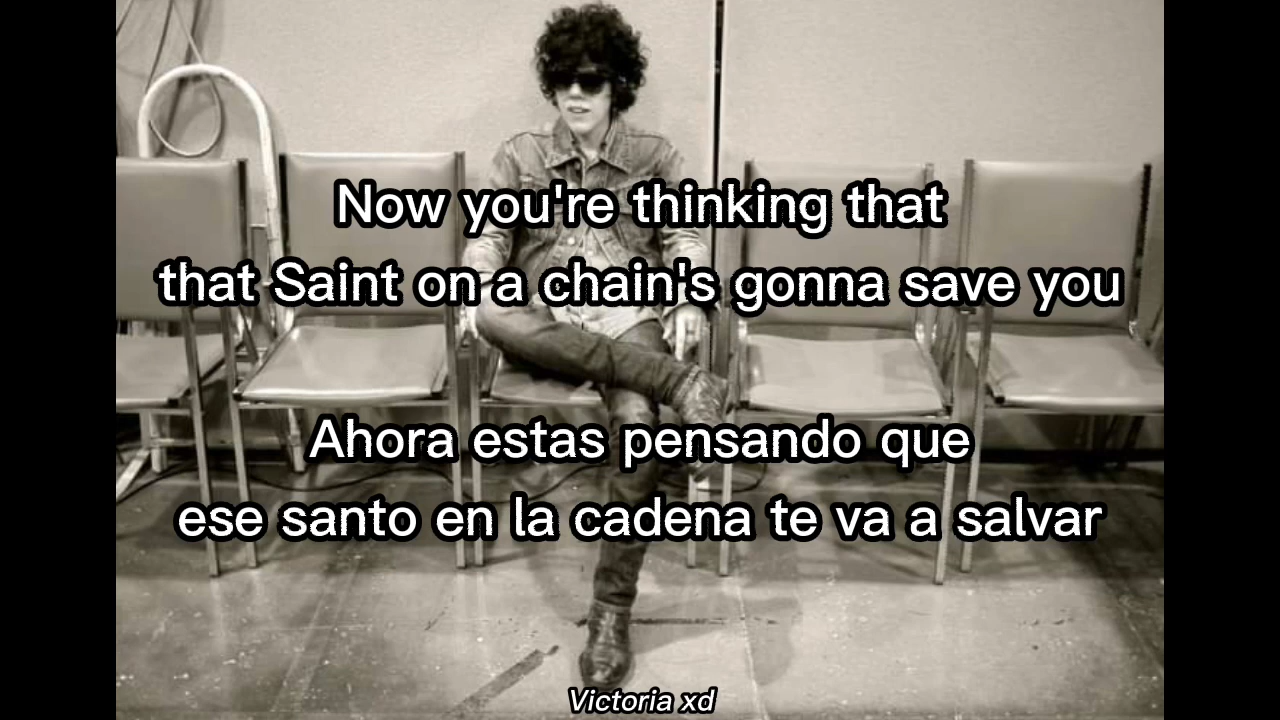 Now you're thinking that
that Saint on a chain's gonna save you
Ahora estas pensando que
ese santo en la cadena te va a salvar
Victoria xd